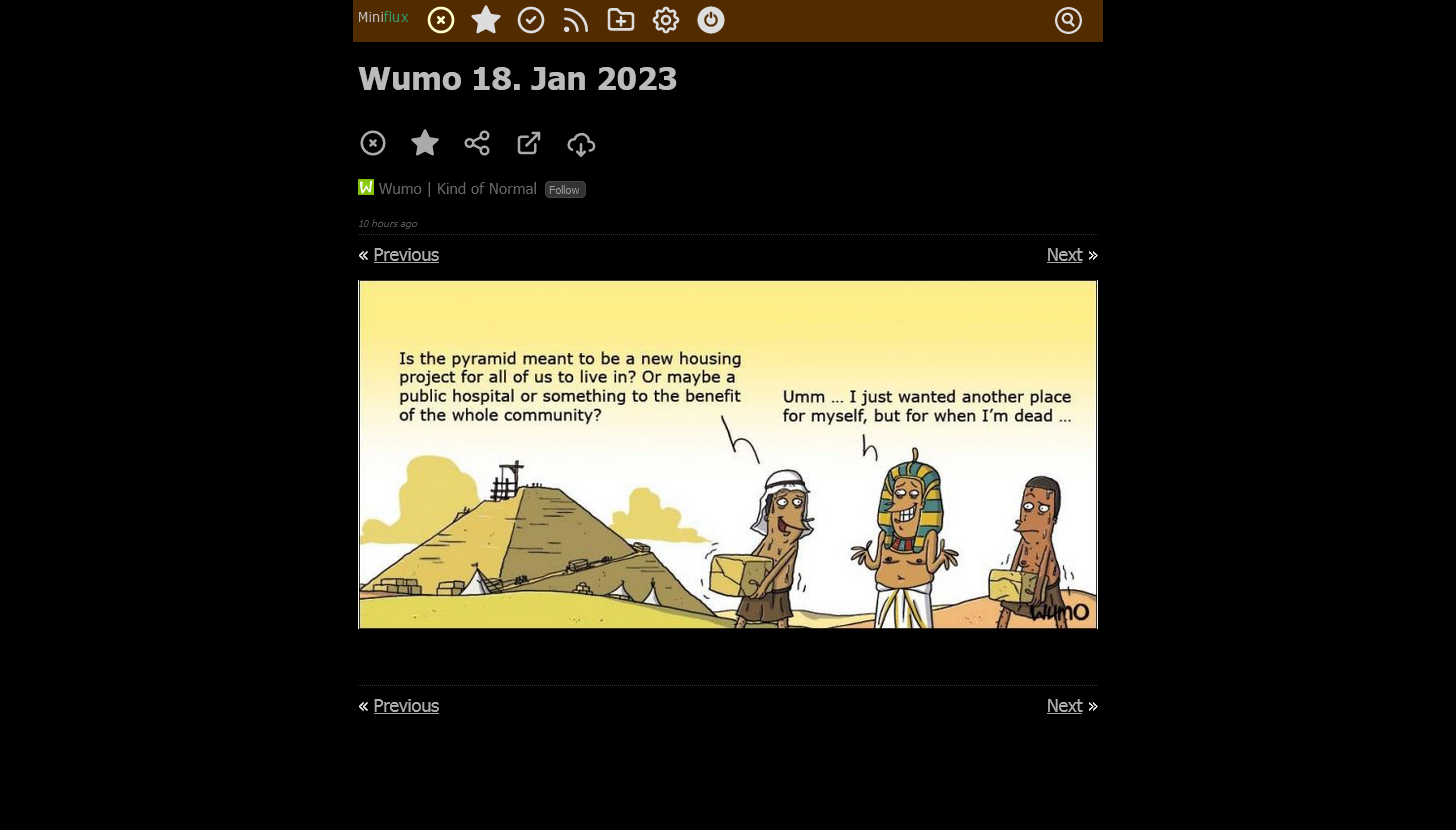 Miniflux
Wumo 18. Jan 2023
W Wumo | Kind of Normal Follow
10 hours ago
« Previous
Next »
Is the pyramid meant to be a new housing
project for all of us to live in? Or maybe a
public hospital or something to the benefit
of the whole community?
Umm ... I just wanted another place
for myself, but for when I'm dead ...
wumo
« Previous
Next »